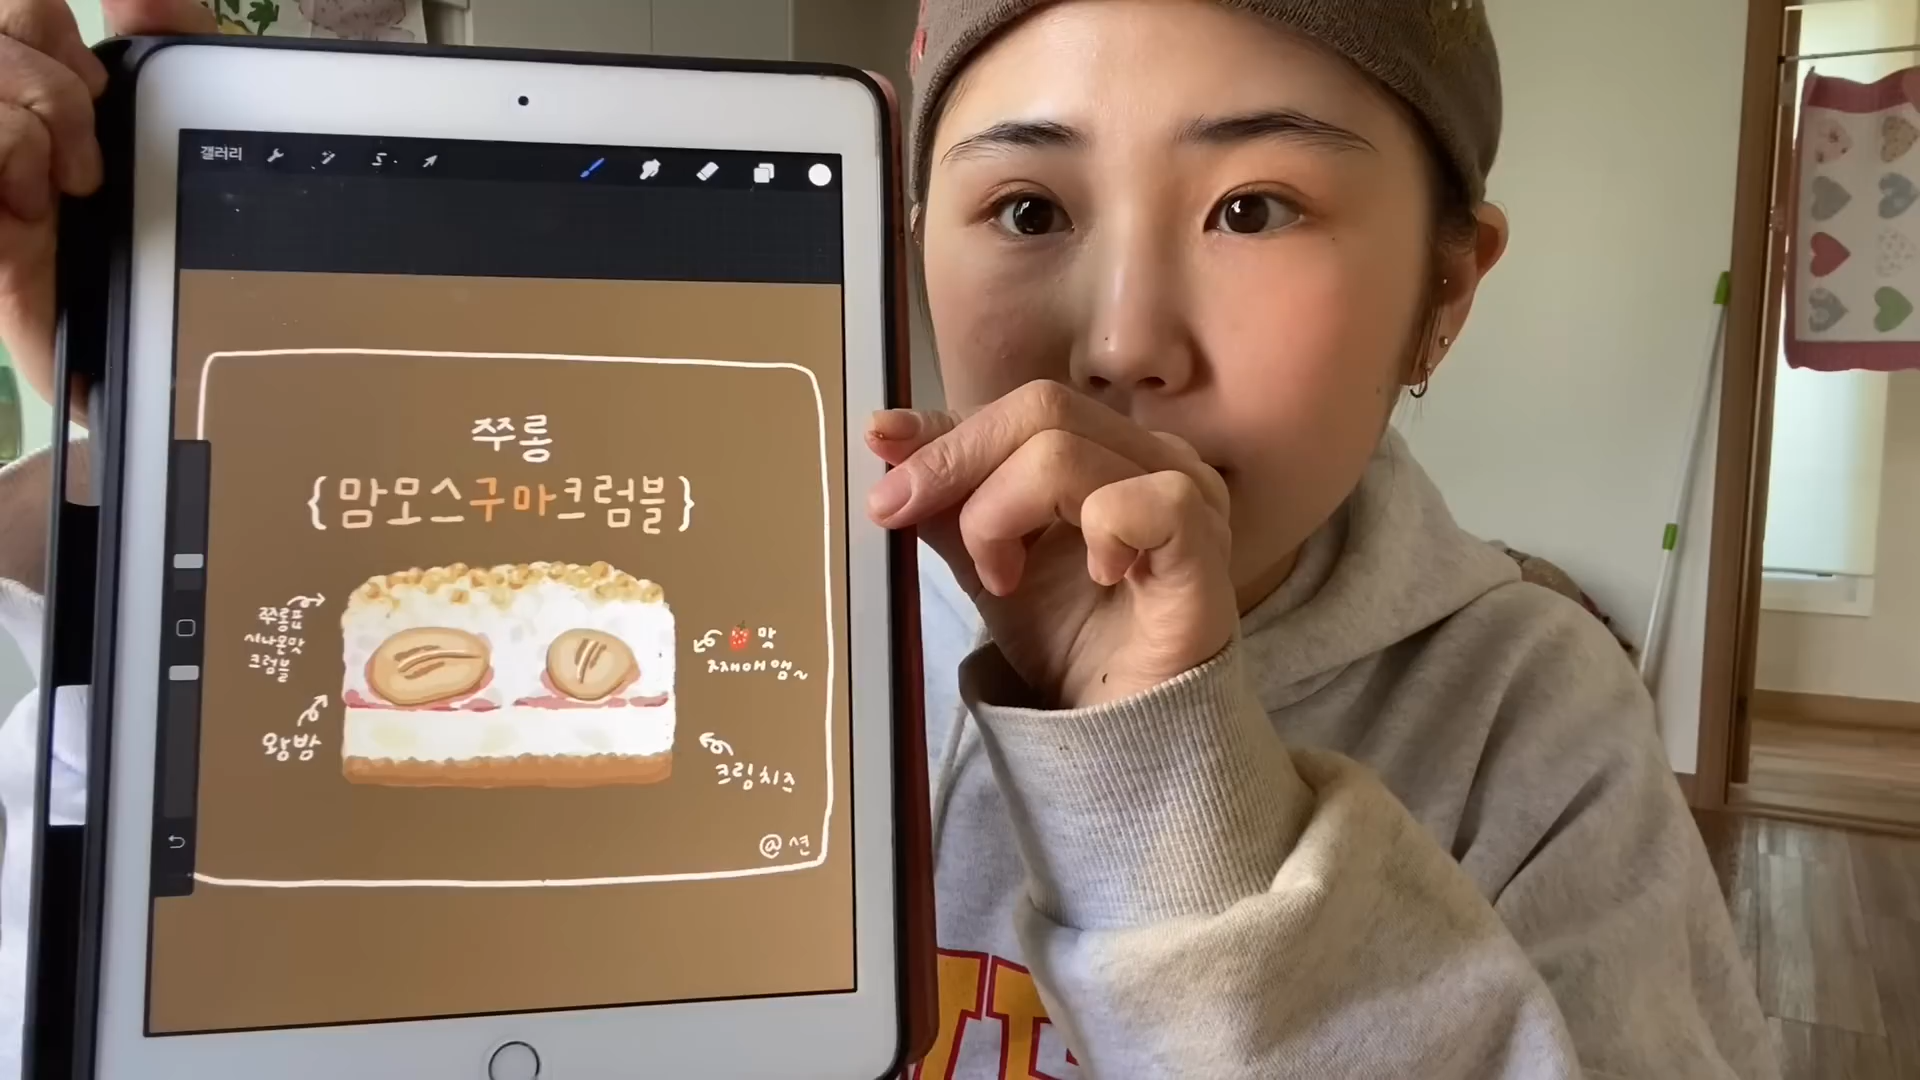 갤러리
쭈롱
{맘모스구마크럼블}
쭈롱표
시나몬맛
크럼블
왕밤
맛
쨰애앰~
크림치즈
@션